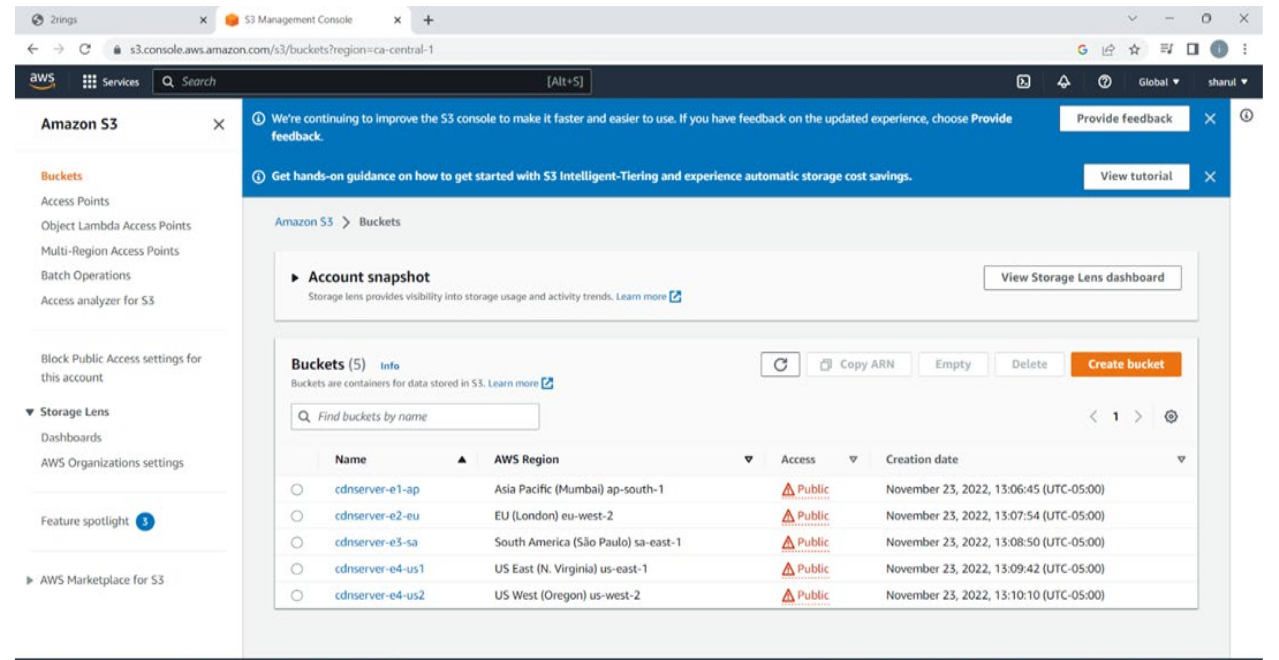 2rings
S3 Management Console
s3.console.aws.amazon.com/s3/buckets?region=ca-central-1
aws
Services
Search
[Alt+S]
Global
sharul
Amazon S3
Buckets
Access Points
Object Lambda Access Points
Multi-Region Access Points
Batch Operations
Access analyzer for S3
Block Public Access settings for
this account
Storage Lens
Dashboards
AWS Organizations settings
Feature spotlight 3
AWS Marketplace for S3
We're continuing to improve the S3 console to make it faster and easier to use. If you have feedback on the updated experience, choose Provide
feedback.
Provide feedback
Get hands-on guidance on how to get started with S3 Intelligent-Tiering and experience automatic storage cost savings.
View tutorial
Amazon S3 > Buckets
Account snapshot
Storage lens provides visibility into storage usage and activity trends. Learn more
View Storage Lens dashboard
Buckets (5) Info
Buckets are containers for data stored in S3. Learn more
Copy ARN
Empty
Delete
Create bucket
Find buckets by name
1
Name AWS Region Access Creation date
cdnserver-e1-ap Asia Pacific (Mumbai) ap-south-1 Public November 23, 2022, 13:06:45 (UTC-05:00)
cdnserver-e2-eu EU (London) eu-west-2 Public November 23, 2022, 13:07:54 (UTC-05:00)
cdnserver-e3-sa South America (São Paulo) sa-east-1 Public November 23, 2022, 13:08:50 (UTC-05:00)
cdnserver-e4-us1 US East (N. Virginia) us-east-1 Public November 23, 2022, 13:09:42 (UTC-05:00)
cdnserver-e4-us2 US West (Oregon) us-west-2 Public November 23, 2022, 13:10:10 (UTC-05:00)